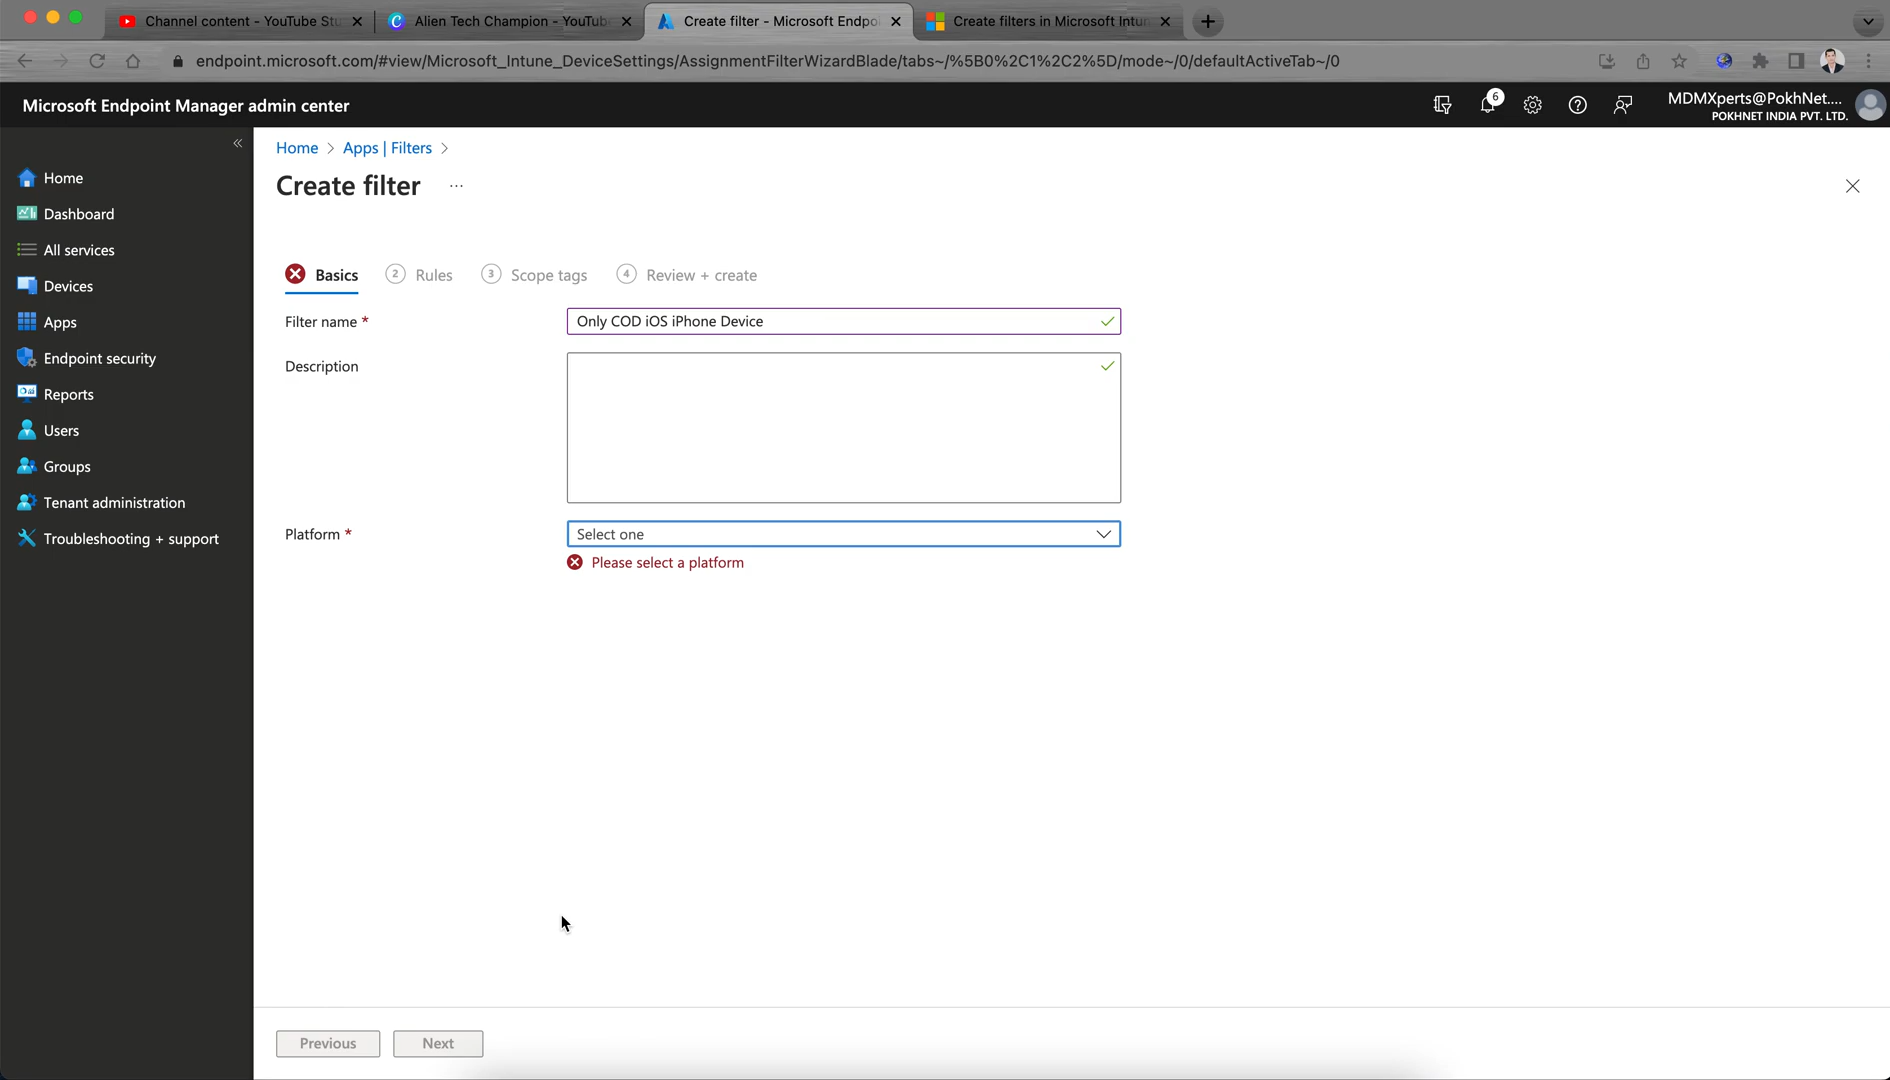 Channel content - YouTube Stu
Alien Tech Champion - YouTub
Create filter - Microsoft Endpoi
Create filters in Microsoft Intun
endpoint.microsoft.com/#view/Microsoft_Intune_DeviceSettings/AssignmentFilterWizardBlade/tabs~/%5B0%2C1%2C2%5D/mode~/0/defaultActiveTab~/0
Microsoft Endpoint Manager admin center
6
MDMXperts@PokhNet....
POKHNET INDIA PVT. LTD.
«
Home
Dashboard
All services
Devices
Apps
Endpoint security
Reports
Users
Groups
Tenant administration
Troubleshooting + support
Home > Apps | Filters >
Create filter ...
Basics 2 Rules 3 Scope tags 4 Review + create
Filter name * Only COD iOS iPhone Device
Description
Platform * Select one
Please select a platform
Previous Next